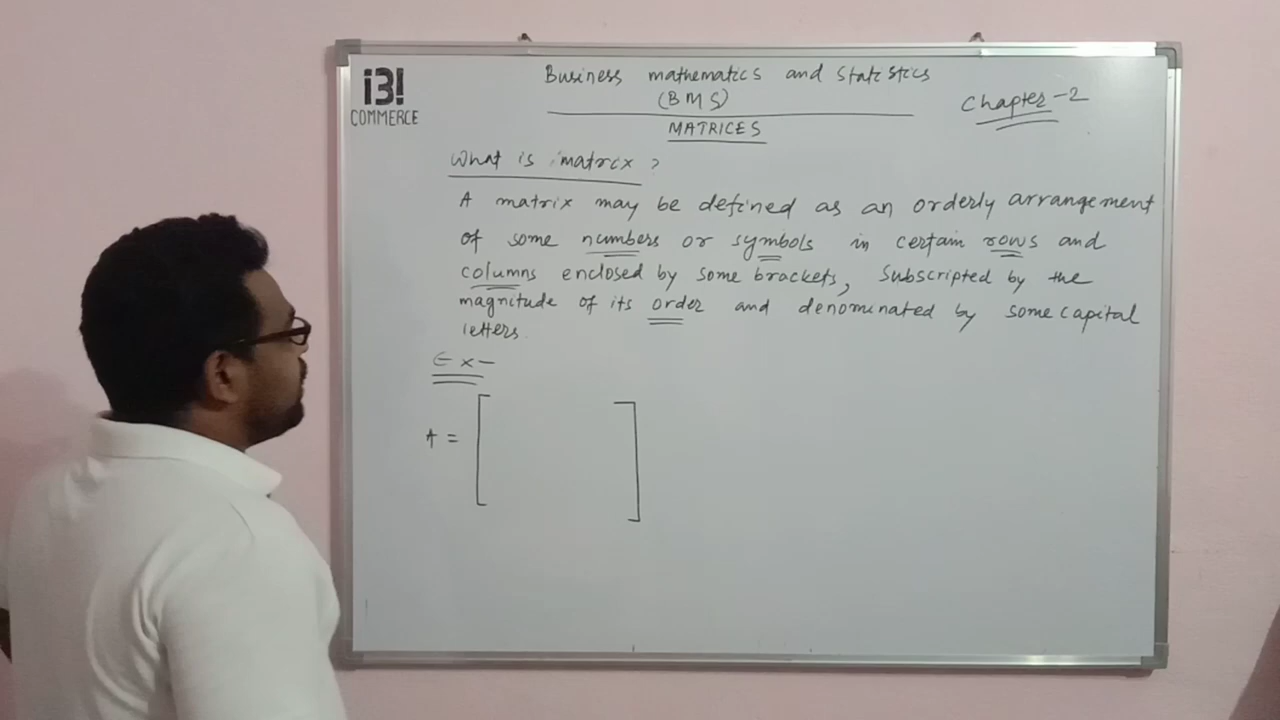 i3!
COMMERCE
Business mathematics and statistics
(BMS)
Chapter-2
MATRICES
What is matrix ?
A matrix may be defined as an orderly arrangement
of some numbers or symbols in certain rows and
columns enclosed by some brackets, subscripted by the
magnitude of its order and denominated by some capital
letters.
Ex-
A = [ ]